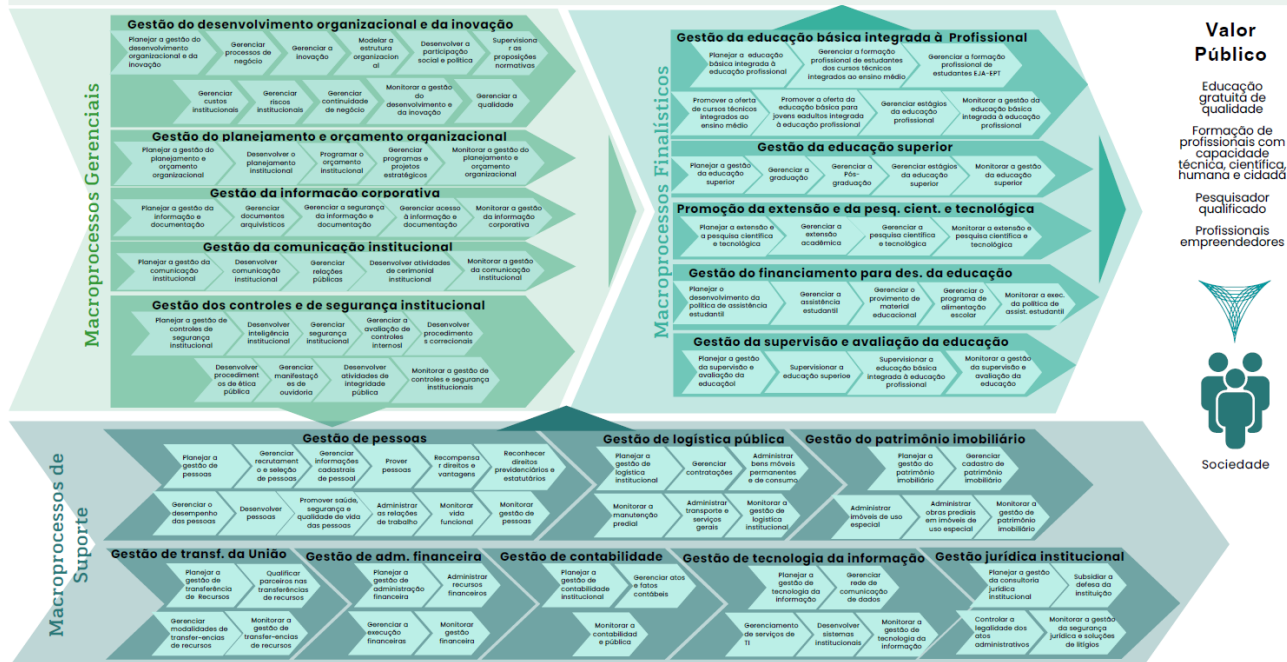 Macroprocessos Gerenciais
Gestão do desenvolvimento organizacional e da inovação
Planejar a gestão do
desenvolvimento
organizacional e da
inovação
Gerenciar
processos de
negócio
Gerenciar a
inovação
Modelar a
estrutura
organizacion
al
Desenvolver a
participação
social e política
Supervisiona
r as
proposições
normativas
Gerenciar
custos
institucionais
Gerenciar
riscos
institucionais
Gerenciar
continuidade
de negócio
Monitorar a gestão
do
desenvolvimento e
da inovação
Gerenciar a
qualidade
Gestão do planejamento e orçamento organizacional
Planejar a gestão do
planejamento e
orçamento
organizacional
Desenvolver o
planejamento
institucional
Programar o
orçamento
institucional
Gerenciar
programas e
projetos
estratégicos
Monitorar a gestão do
planejamento e
orçamento
organizacional
Gestão da informação corporativa
Planejar a gestão da
informação e
documentação
Gerenciar
documentos
arquivísticos
Gerenciar a segurança
da informação e
documentação
Gerenciar acesso
à informação e
documentação
Monitorar a gestão
da informação
corporativa
Gestão da comunicação institucional
Planejar a gestão da
comunicação
institucional
Desenvolver
comunicação
institucional
Gerenciar
relações
públicas
Desenvolver atividades
de cerimonial
institucional
Monitorar a gestão
da comunicação
institucional
Gestão dos controles e de segurança institucional
Planejar a gestão de
controles de
segurança
institucional
Desenvolver
inteligência
institucional
Gerenciar
segurança
institucional
Gerenciar a
avaliação de
controles
internosl
Desenvolver
procedimento
s correcionais
Desenvolver
procediment
os de ética
pública
Gerenciar
manifestaçõ
es de
ouvidoria
Desenvolver
atividades de
integridade
pública
Monitorar a gestão de
controles e segurança
institucionais
Macroprocessos Finalísticos
Gestão da educação básica integrada à Profissional
Planejar a educação
básica integrada à
educação profissional
Gerenciar a formação
profissional de estudantes
dos cursos técnicos
integrados ao ensino médio
Gerenciar a formação
profissional de
estudantes EJA-EPT
Promover a oferta
de cursos técnicos
integrados ao
ensino médio
Promover a oferta da
educação básica para
jovens eadultos integrada
à educação profissional
Gerenciar estágios
da educação
profissional
Monitorar a gestão da
educação básica
integrada à educação
profissional
Gestão da educação superior
Planejar a gestão
da educação
superior
Gerenciar a
graduação
Gerenciar a
Pós-
graduação
Gerenciar estágios
da educação
superior
Monitorar a gestão
da educação
superior
Promoção da extensão e da pesq. cient. e tecnológica
Planejar a extensão e
a pesquisa científica e
tecnológica
Gerenciar a
extensão
acadêmica
Gerenciar a
pesquisa científica
e tecnológica
Monitorar a extensão e
pesquisa científica e
tecnológica
Gestão do financiamento para des. da educação
Planejar o
desenvolvimento da
política de assistência
estudantil
Gerenciar a
assistência
estudantil
Gerenciar o
provimento de
material
educacional
Gerenciar o
programa de
alimentação
escolar
Monitorar a exec.
da política de
assist. estudantil
Gestão da supervisão e avaliação da educação
Planejar a gestão
da supervisão e
avaliação da
educaçãol
Supervisionar a
educação superioe
Supervisionar a
educação básica
integrada à educação
profissional
Monitorar a gestão
da supervisão e
avaliação da
educação
Valor
Público
Educação
gratuita de
qualidade
Formação de
profissionais com
capacidade
técnica, científica,
humana e cidadã
Pesquisador
qualificado
Profissionais
empreendedores
Sociedade
Macroprocessos de
Suporte
Gestão de pessoas
Planejar a
gestão de
pessoas
Gerenciar
recrutament
o e seleção
de pessoas
Gerenciar
informações
cadastrais
de pessoal
Prover
pessoas
Recompensa
r direitos e
vantagens
Reconhecer
direitos
previdenciários e
estatutários
Gerenciar o
desempenho
das pessoas
Desenvolver
pessoas
Promover saúde,
segurança e
qualidade de vida
das pessoas
Administrar
as relações
de trabalho
Monitorar
vida
funcional
Monitorar
gestão de
pessoas
Gestão de logística pública
Planejar a
gestão de
logística
institucional
Gerenciar
contratações
Administrar
bens móveis
permanentes
e de consumo
Monitorar a
manutenção
predial
Administrar
transporte e
serviços
gerais
Monitorar a
gestão de
logística
institucional
Gestão do patrimônio imobiliário
Planejar a
gestão do
patrimônio
imobiliário
Gerenciar
cadastro de
patrimônio
imobiliário
Administrar
imóveis de uso
especial
Administrar
obras prediais
em imóveis de
uso especial
Monitorar a
gestão de
patrimônio
imobiliário
Gestão de transf. da União
Planejar a
gestão de
transferência
de Recursos
Qualificar
parceiros nas
transferências
de recursos
Gerenciar
modalidades de
transfer-encias
de recursos
Monitorar a
gestão de
transfer-encias
de recursos
Gestão de adm. financeira
Planejar a
gestão de
administração
financeira
Administrar
recursos
financeiros
Gerenciar a
execução
financeiras
Monitorar
gestão
financeira
Gestão de contabilidade
Planejar a
gestão de
contabilidade
institucional
Gerenciar atos
e fatos
contábeis
Monitorar a
contabilidad
e pública
Gestão de tecnologia da informação
Planejar a
gestão de
tecnologia da
informação
Gerenciar
rede de
comunicação
de dados
Gerenciamento
de serviços de
TI
Desenvolver
sistemas
institucionais
Monitorar a
gestão de
tecnologia da
informação
Gestão jurídica institucional
Planejar a gestão
da consultoria
jurídica
institucional
Subsidiar a
defesa da
instituição
Controlar a
legalidade dos
atos
administrativos
Monitorar a gestão
da segurança
jurídica e soluções
de litígios